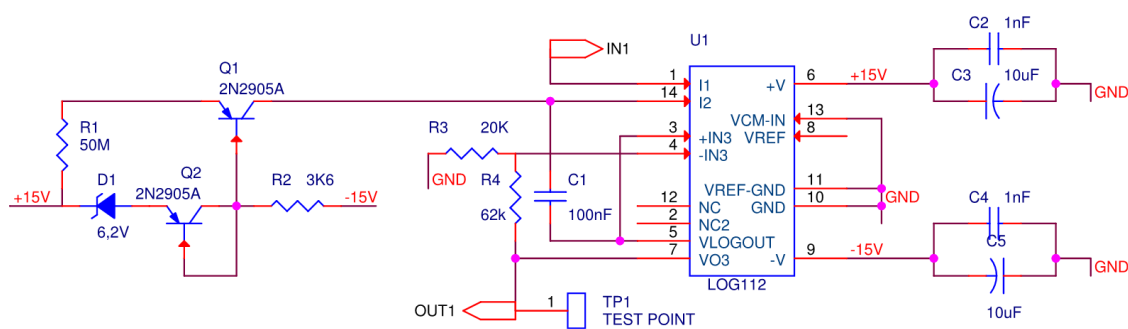 C2 1nF
IN1
U1
C3 10uF
Q1
2N2905A
1 I1
14 I2
+V 6 +15V
GND
VCM-IN 13
VREF 8
R1
50M
R3 20K
3 +IN3
4 -IN3
GND
D1
6,2V
Q2
2N2905A
R2 3K6
+15V
-15V
R4
62k
C1
100nF
12 NC
2 NC2
5 VLOGOUT
7 VO3
VREF-GND 11
GND 10
GND
-V 9 -15V
C4 1nF
C5
10uF
GND
LOG112
OUT1
1
TP1
TEST POINT